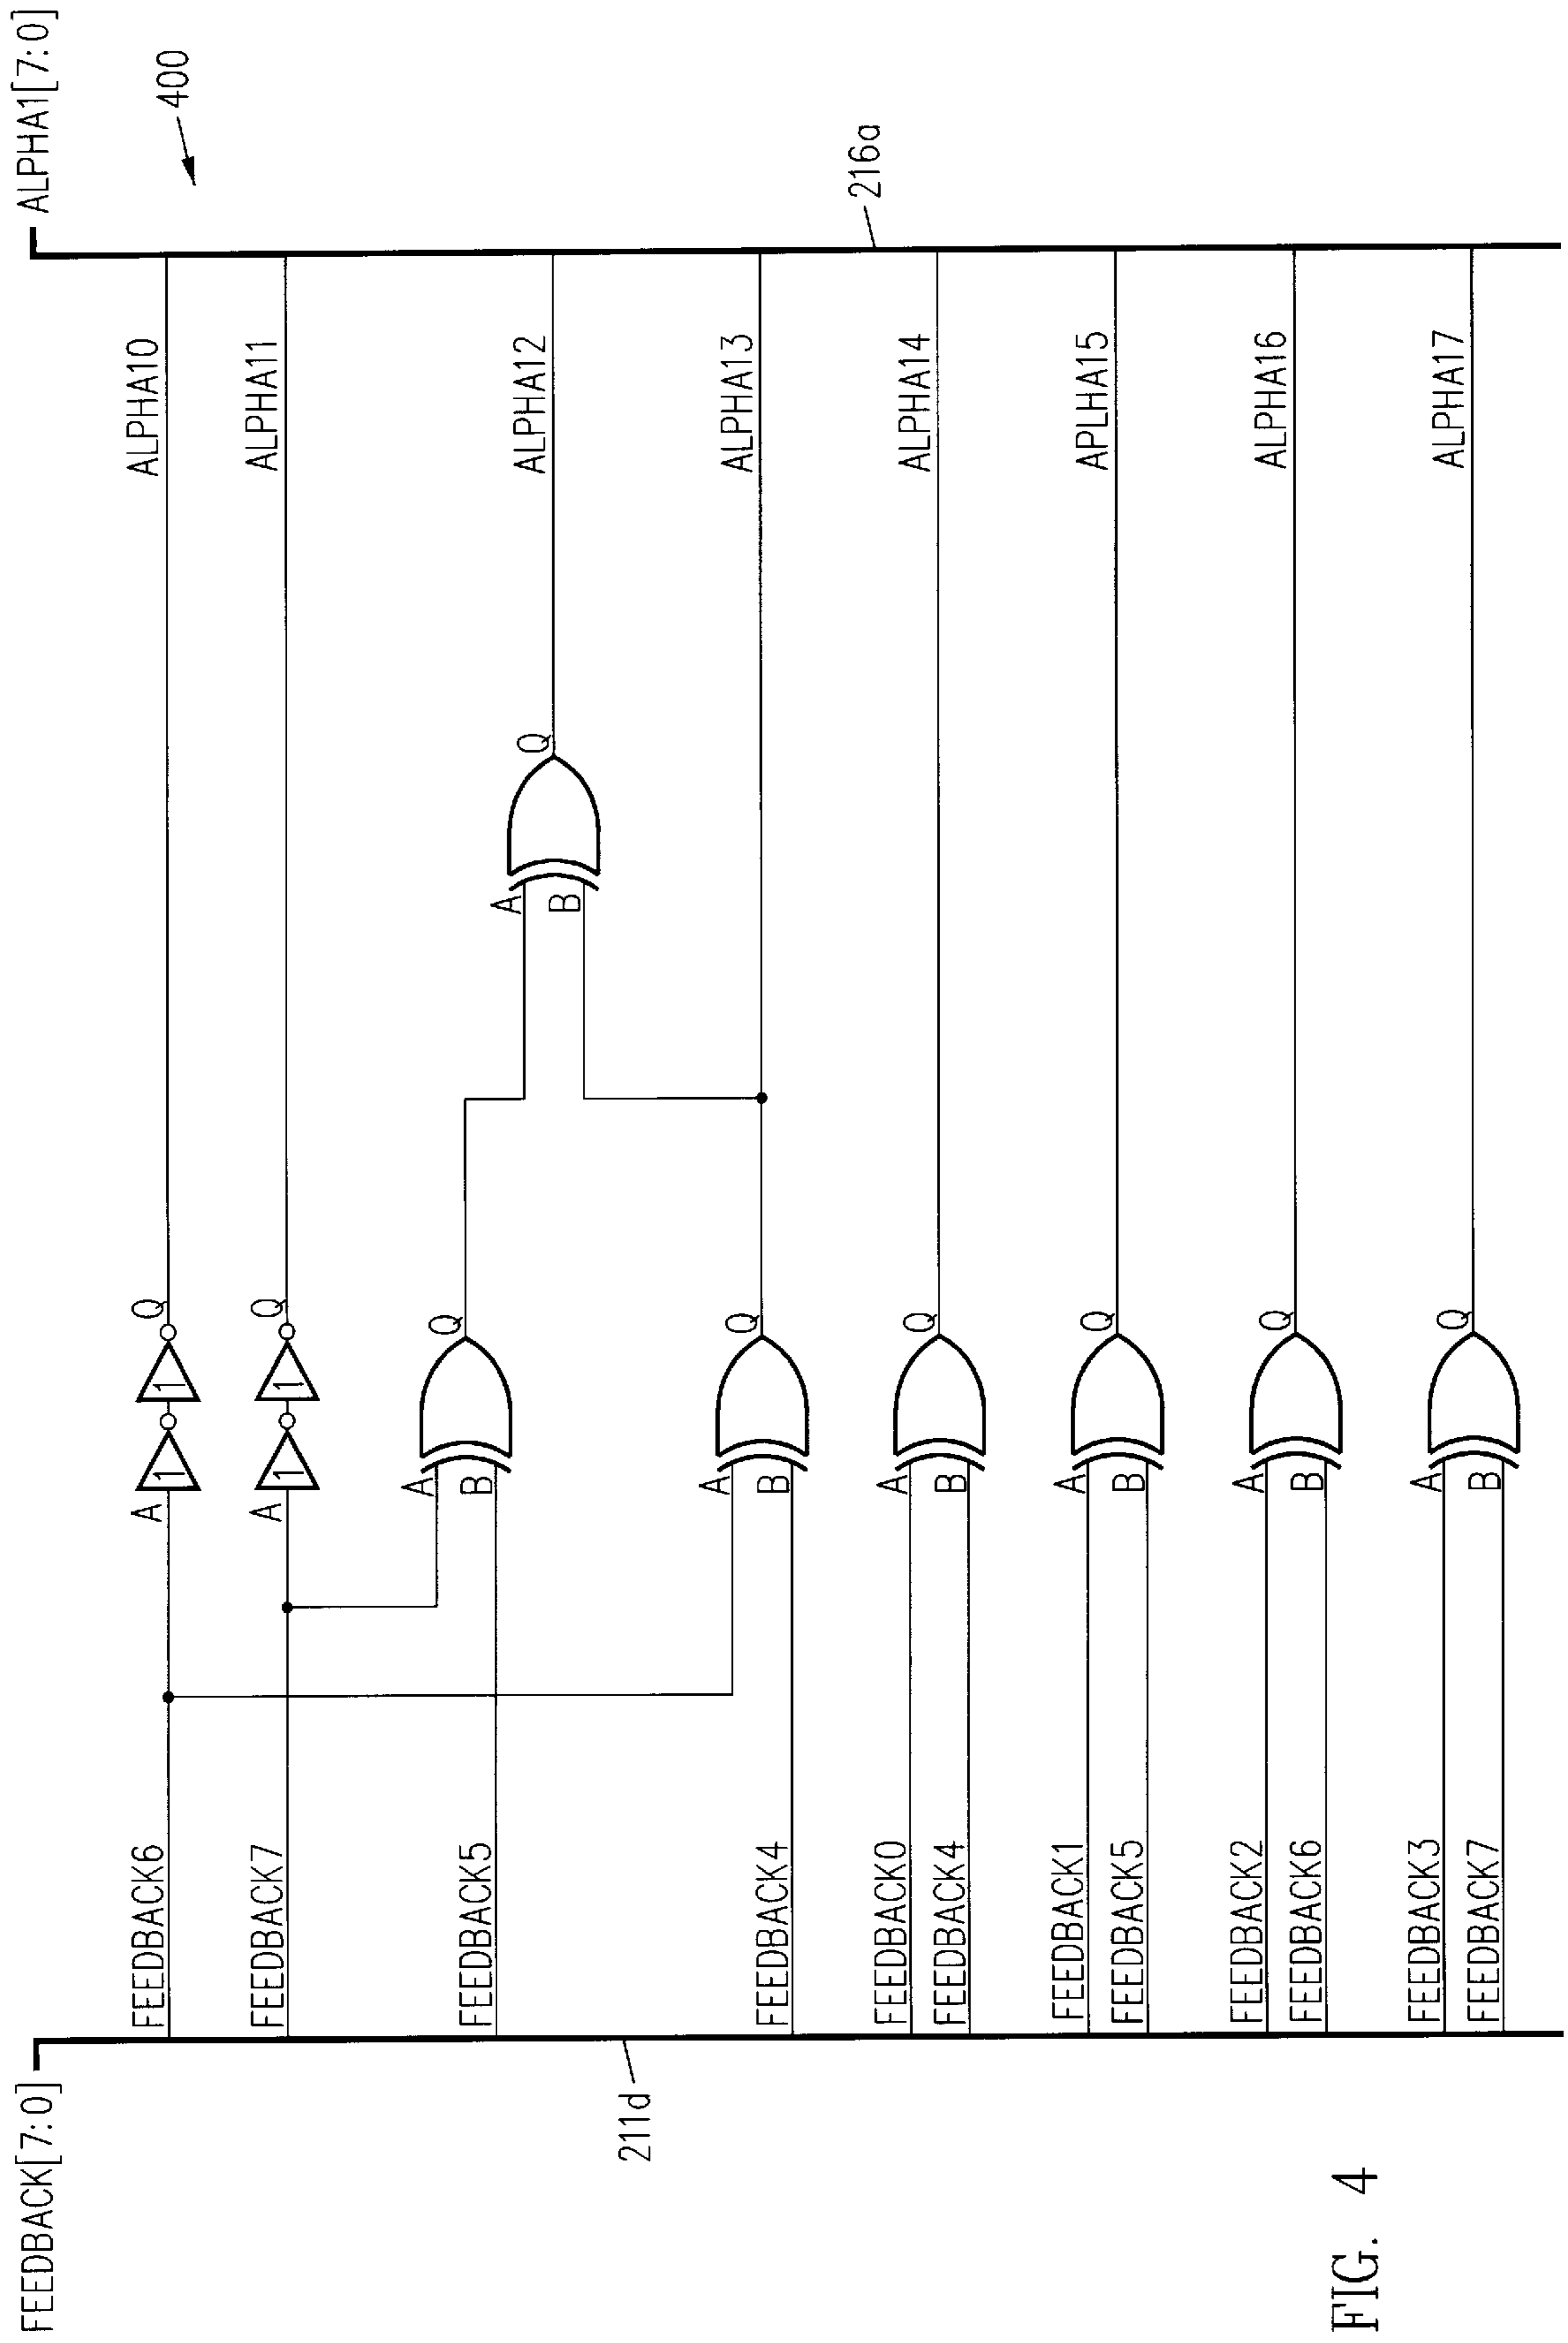 FEEDBACK[7:0]
ALPHA1[7:0]
400
FEEDBACK6
A
1
1
Q
ALPHA10
FEEDBACK7
A
1
1
Q
ALPHA11
FEEDBACK5
A
B
Q
A
B
Q
ALPHA12
FEEDBACK4
A
B
Q
ALPHA13
211d
216a
FEEDBACK0
FEEDBACK4
A
B
Q
ALPHA14
FEEDBACK1
FEEDBACK5
A
B
Q
APLHA15
FEEDBACK2
FEEDBACK6
A
B
Q
ALPHA16
FEEDBACK3
FEEDBACK7
A
B
Q
ALPHA17
FIG. 4